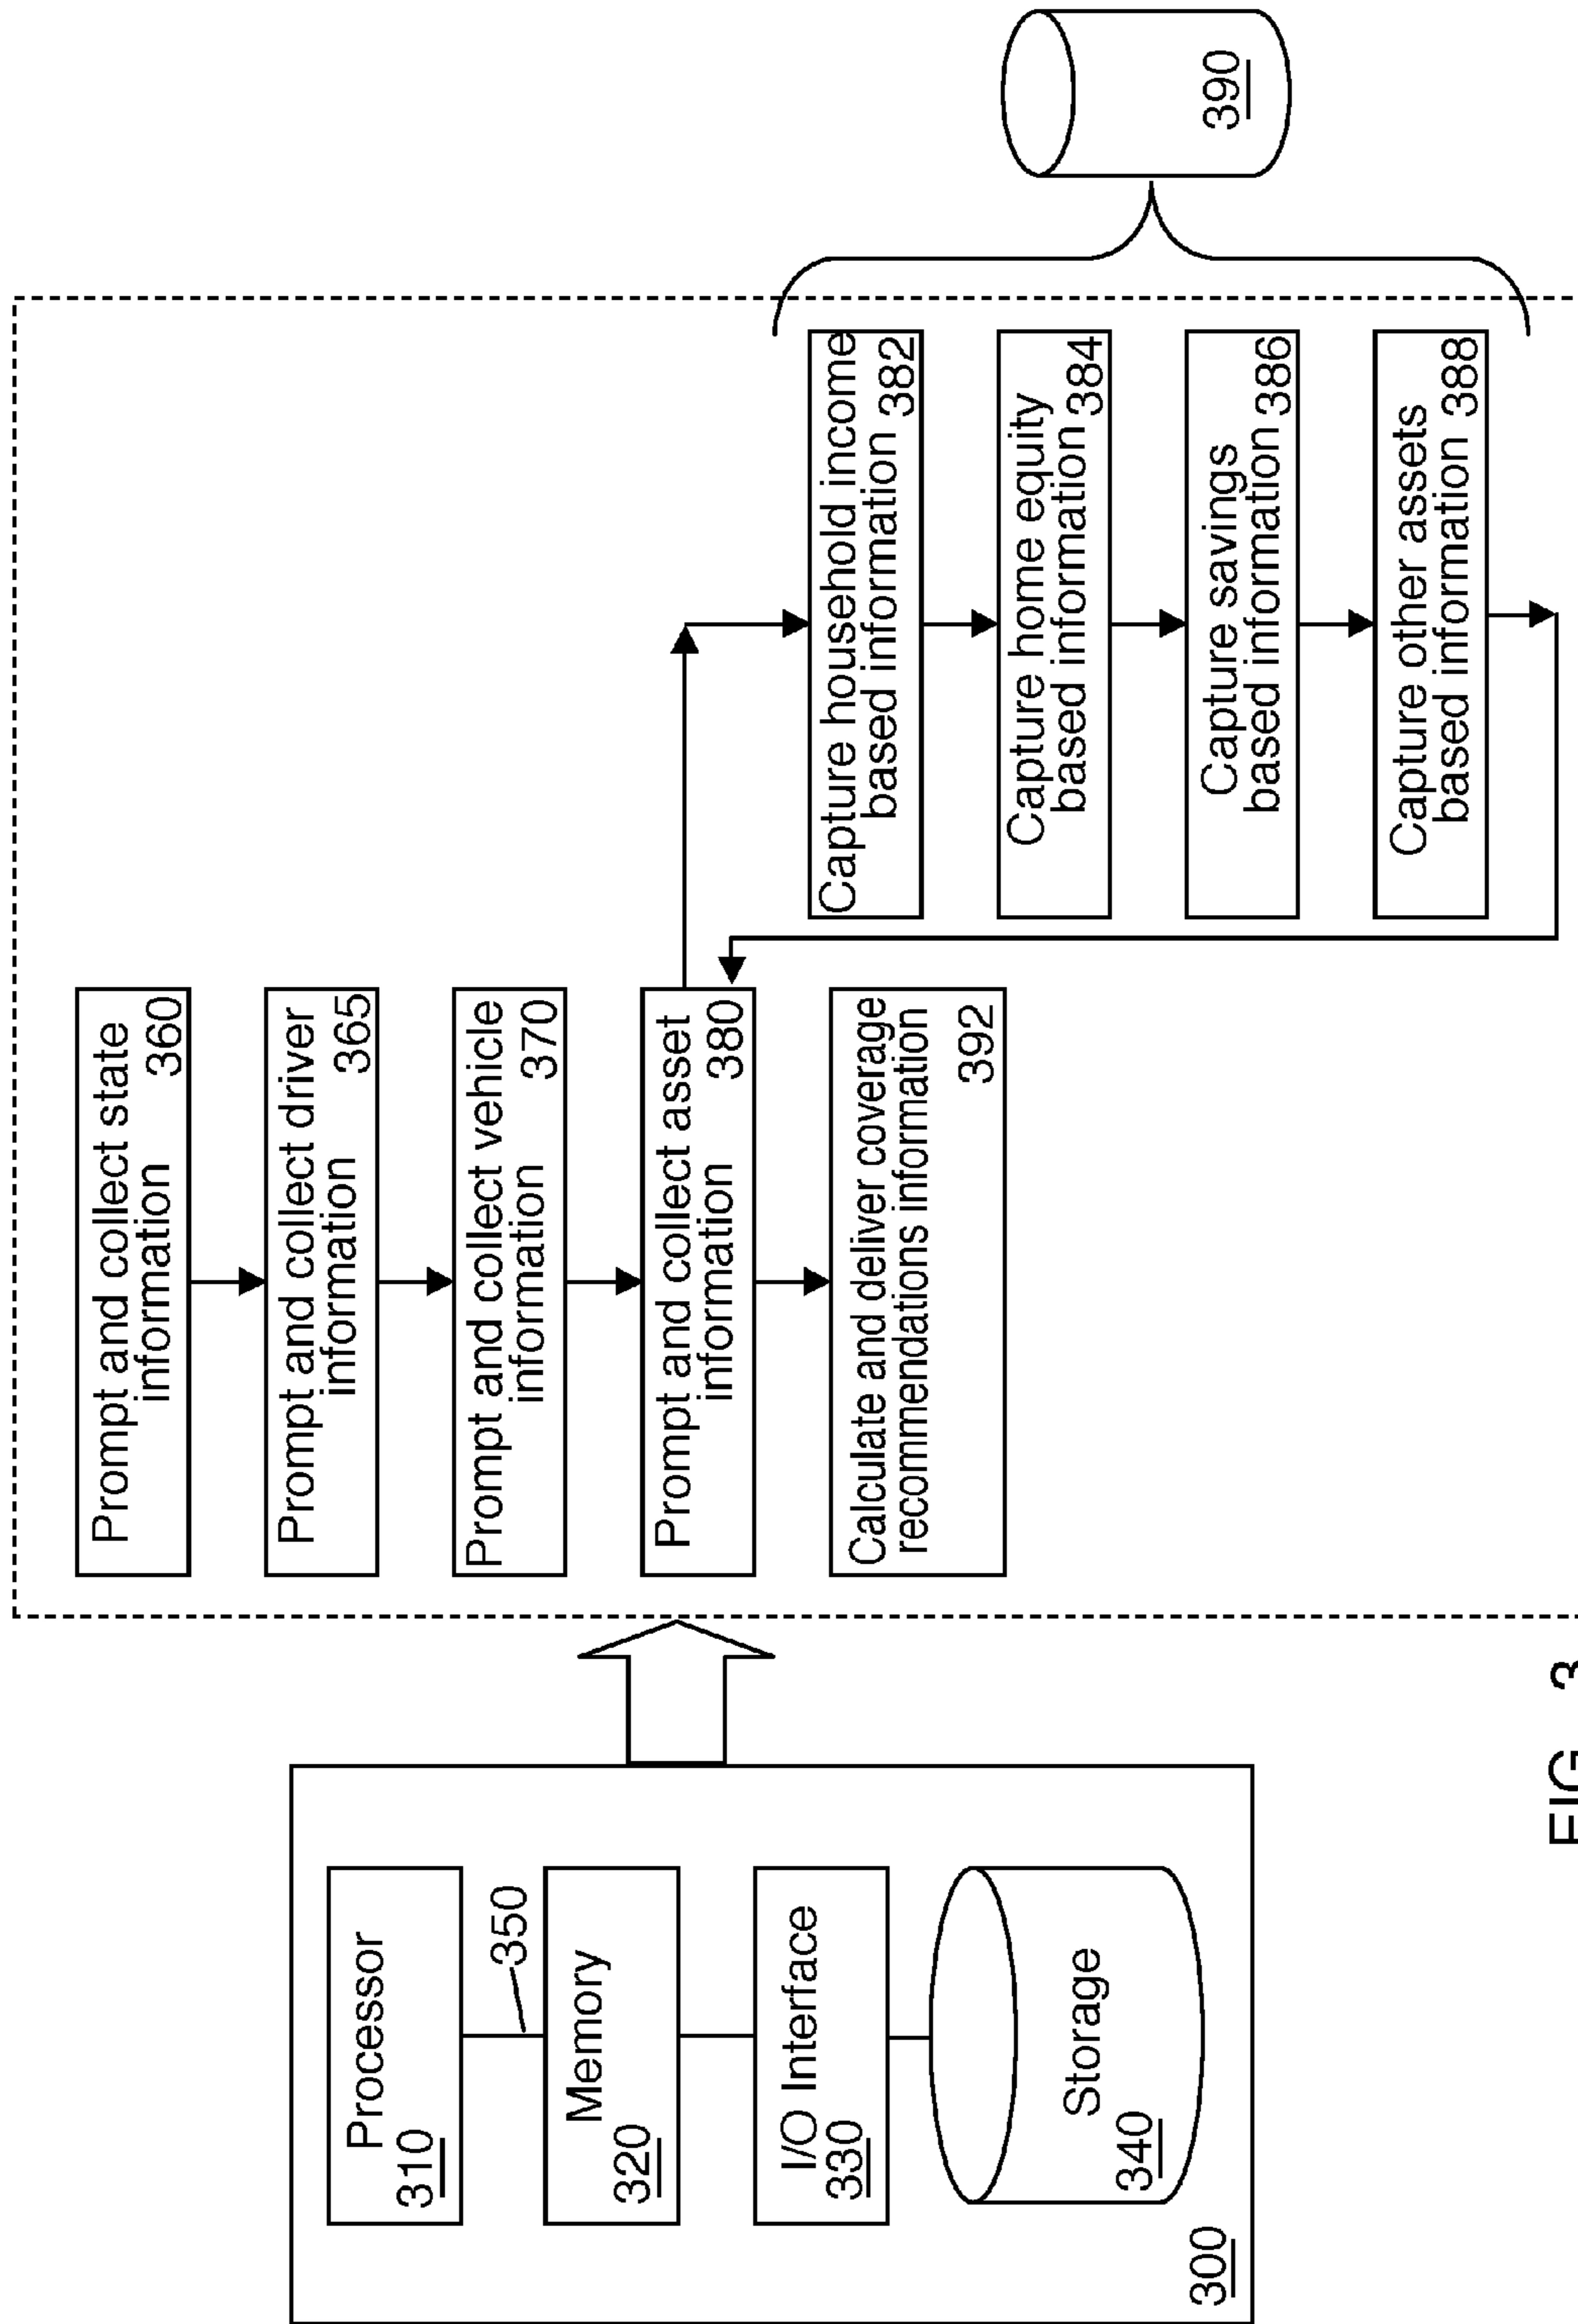 Processor
310
350
Memory
320
I/O Interface
330
Storage
340
300
Prompt and collect state
information 360
Prompt and collect driver
information 365
Prompt and collect vehicle
information 370
Prompt and collect asset
information 380
Calculate and deliver coverage
recommendations information
392
Capture household income
based information 382
Capture home equity
based information 384
Capture savings
based information 386
Capture other assets
based information 388
390
FIG. 3